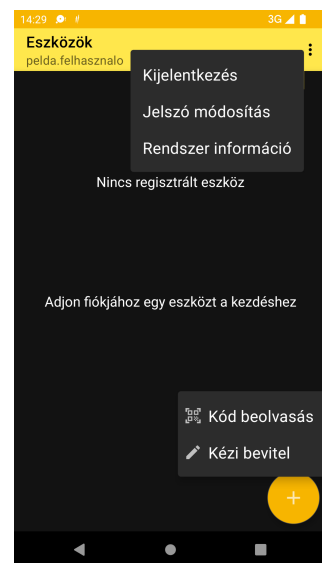 14:29 # 3G
Eszközök
pelda.felhasznalo
Kijelentkezés
Jelszó módosítás
Rendszer információ
Nincs regisztrált eszköz
Adjon fiókjához egy eszközt a kezdéshez
Kód beolvasás
Kézi bevitel